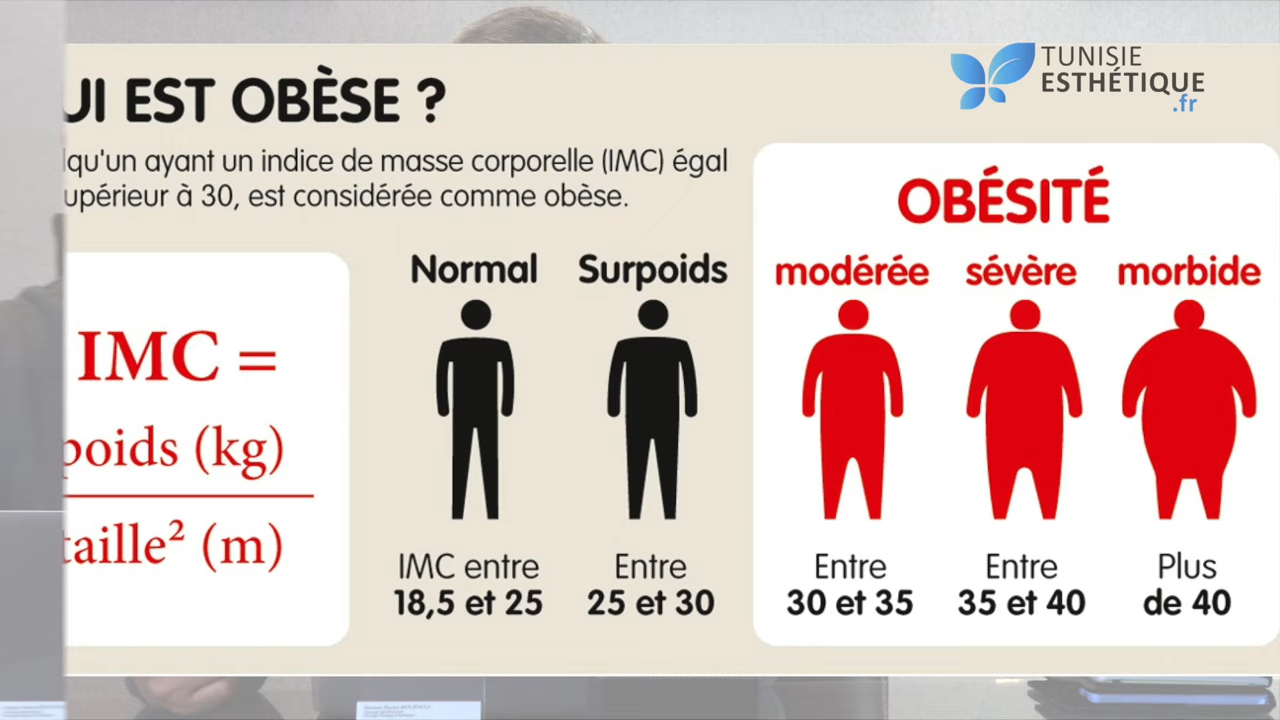 UI EST OBÈSE ?
lqu'un ayant un indice de masse corporelle (IMC) égal
upérieur à 30, est considérée comme obèse.
TUNISIE
ESTHÉTIQUE
.fr
IMC =
poids (kg)
taille² (m)
Normal
Surpoids
OBÉSITÉ
modérée
sévère
morbide
IMC entre
18,5 et 25
Entre
25 et 30
Entre
30 et 35
Entre
35 et 40
Plus
de 40